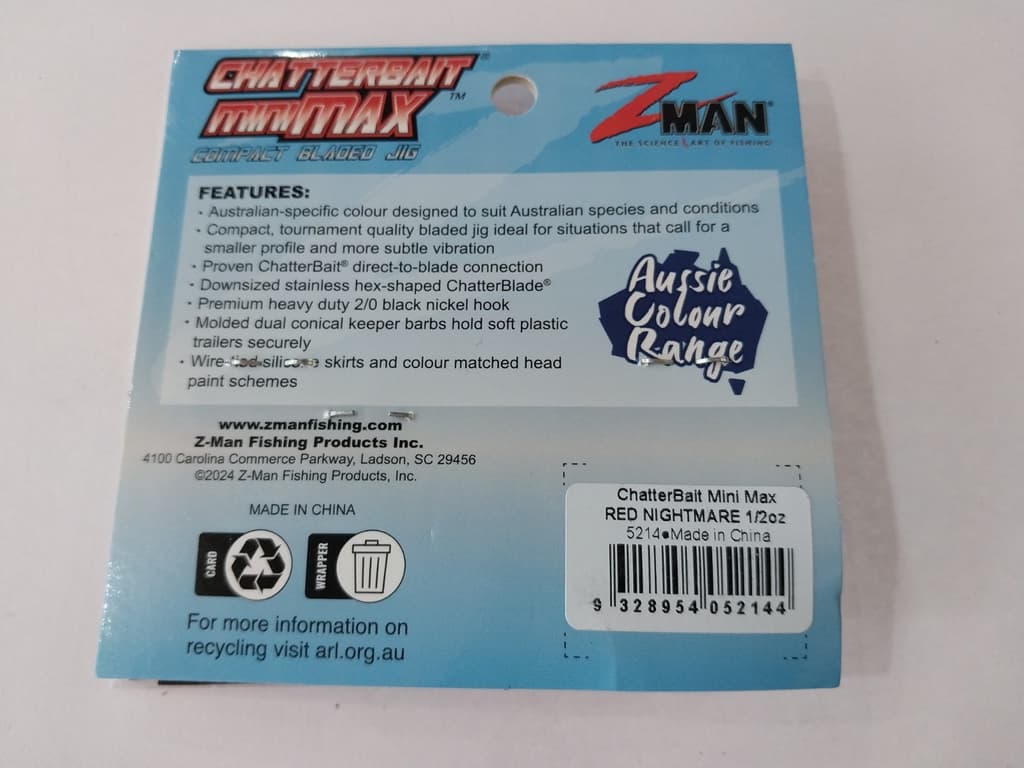 CHATTERBAIT®
MINIMAX™
COMPACT BLADED JIG
ZMAN®
THE SCIENCE & ART OF FISHING
FEATURES:
• Australian-specific colour designed to suit Australian species and conditions
• Compact, tournament quality bladed jig ideal for situations that call for a
smaller profile and more subtle vibration
• Proven ChatterBait® direct-to-blade connection
• Downsized stainless hex-shaped ChatterBlade®
• Premium heavy duty 2/0 black nickel hook
• Molded dual conical keeper barbs hold soft plastic
trailers securely
• Wire-tied silicone skirts and colour matched head
paint schemes
Aussie
Colour
Range
www.zmanfishing.com
Z-Man Fishing Products Inc.
4100 Carolina Commerce Parkway, Ladson, SC 29456
©2024 Z-Man Fishing Products, Inc.
MADE IN CHINA
CARD
WRAPPER
For more information on
recycling visit arl.org.au
ChatterBait Mini Max
RED NIGHTMARE 1/2oz
5214•Made in China
9 328954 052144